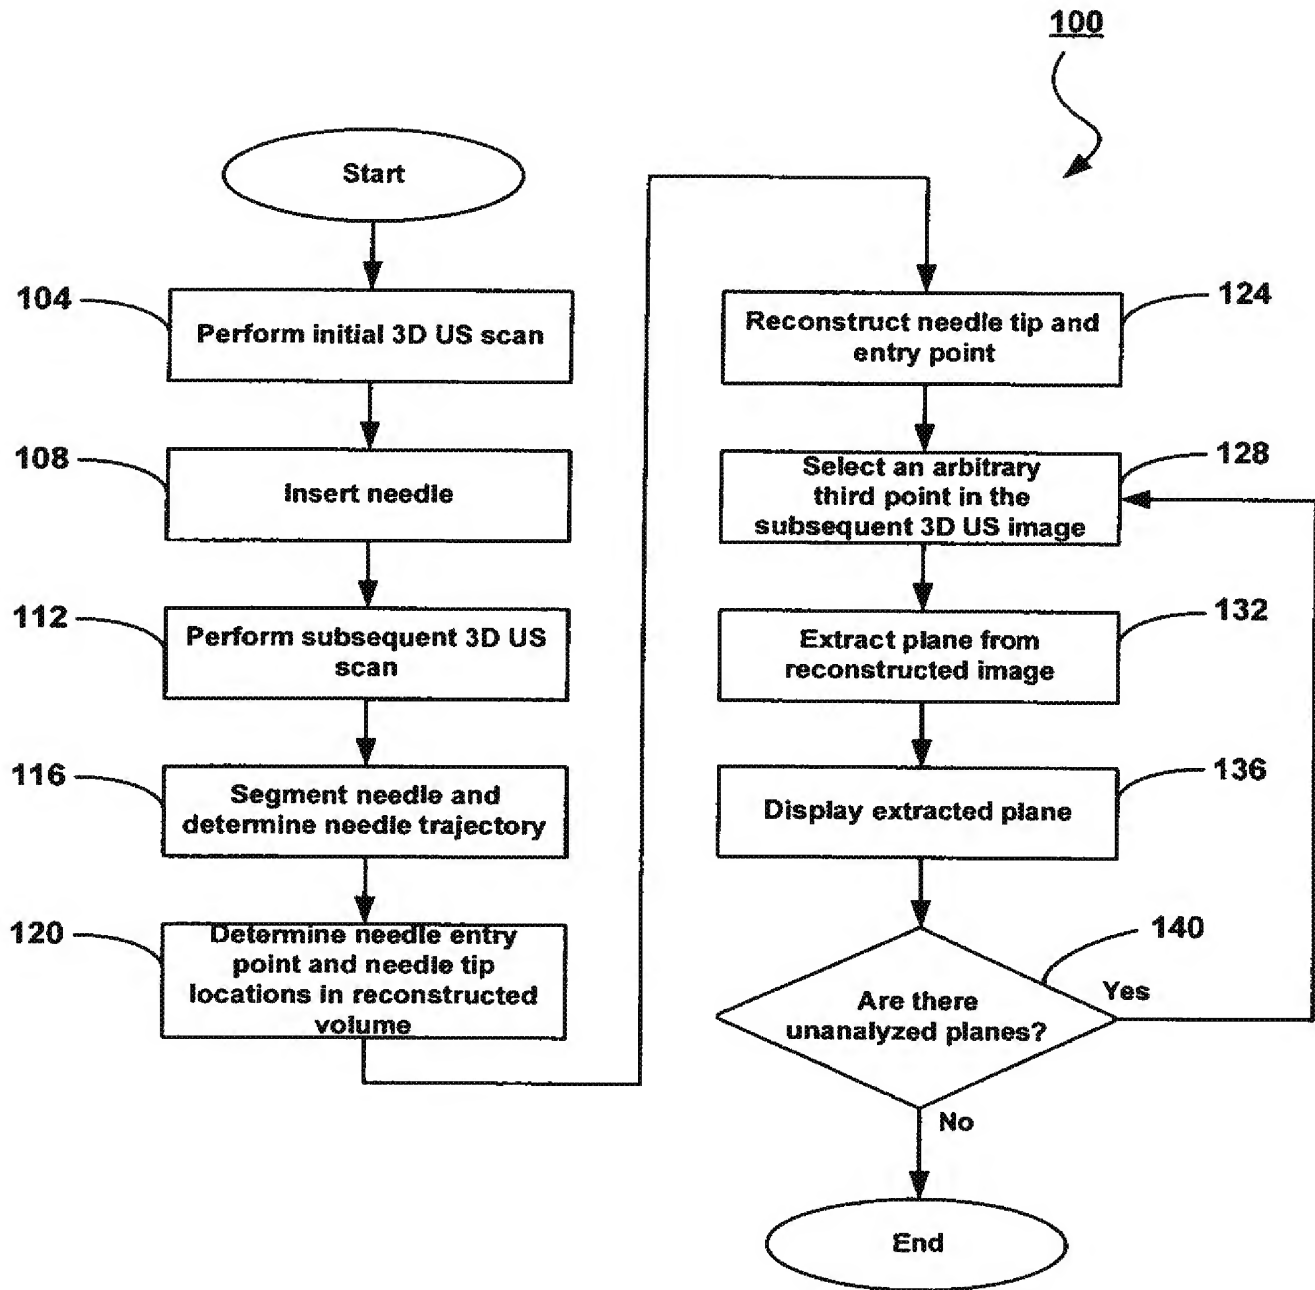 100
Start
104
Perform initial 3D US scan
108
Insert needle
112
Perform subsequent 3D US
scan
116
Segment needle and
determine needle trajectory
120
Determine needle entry
point and needle tip
locations in reconstructed
volume
124
Reconstruct needle tip and
entry point
128
Select an arbitrary
third point in the
subsequent 3D US image
132
Extract plane from
reconstructed image
136
Display extracted plane
140
Are there
unanalyzed planes?
Yes
No
End